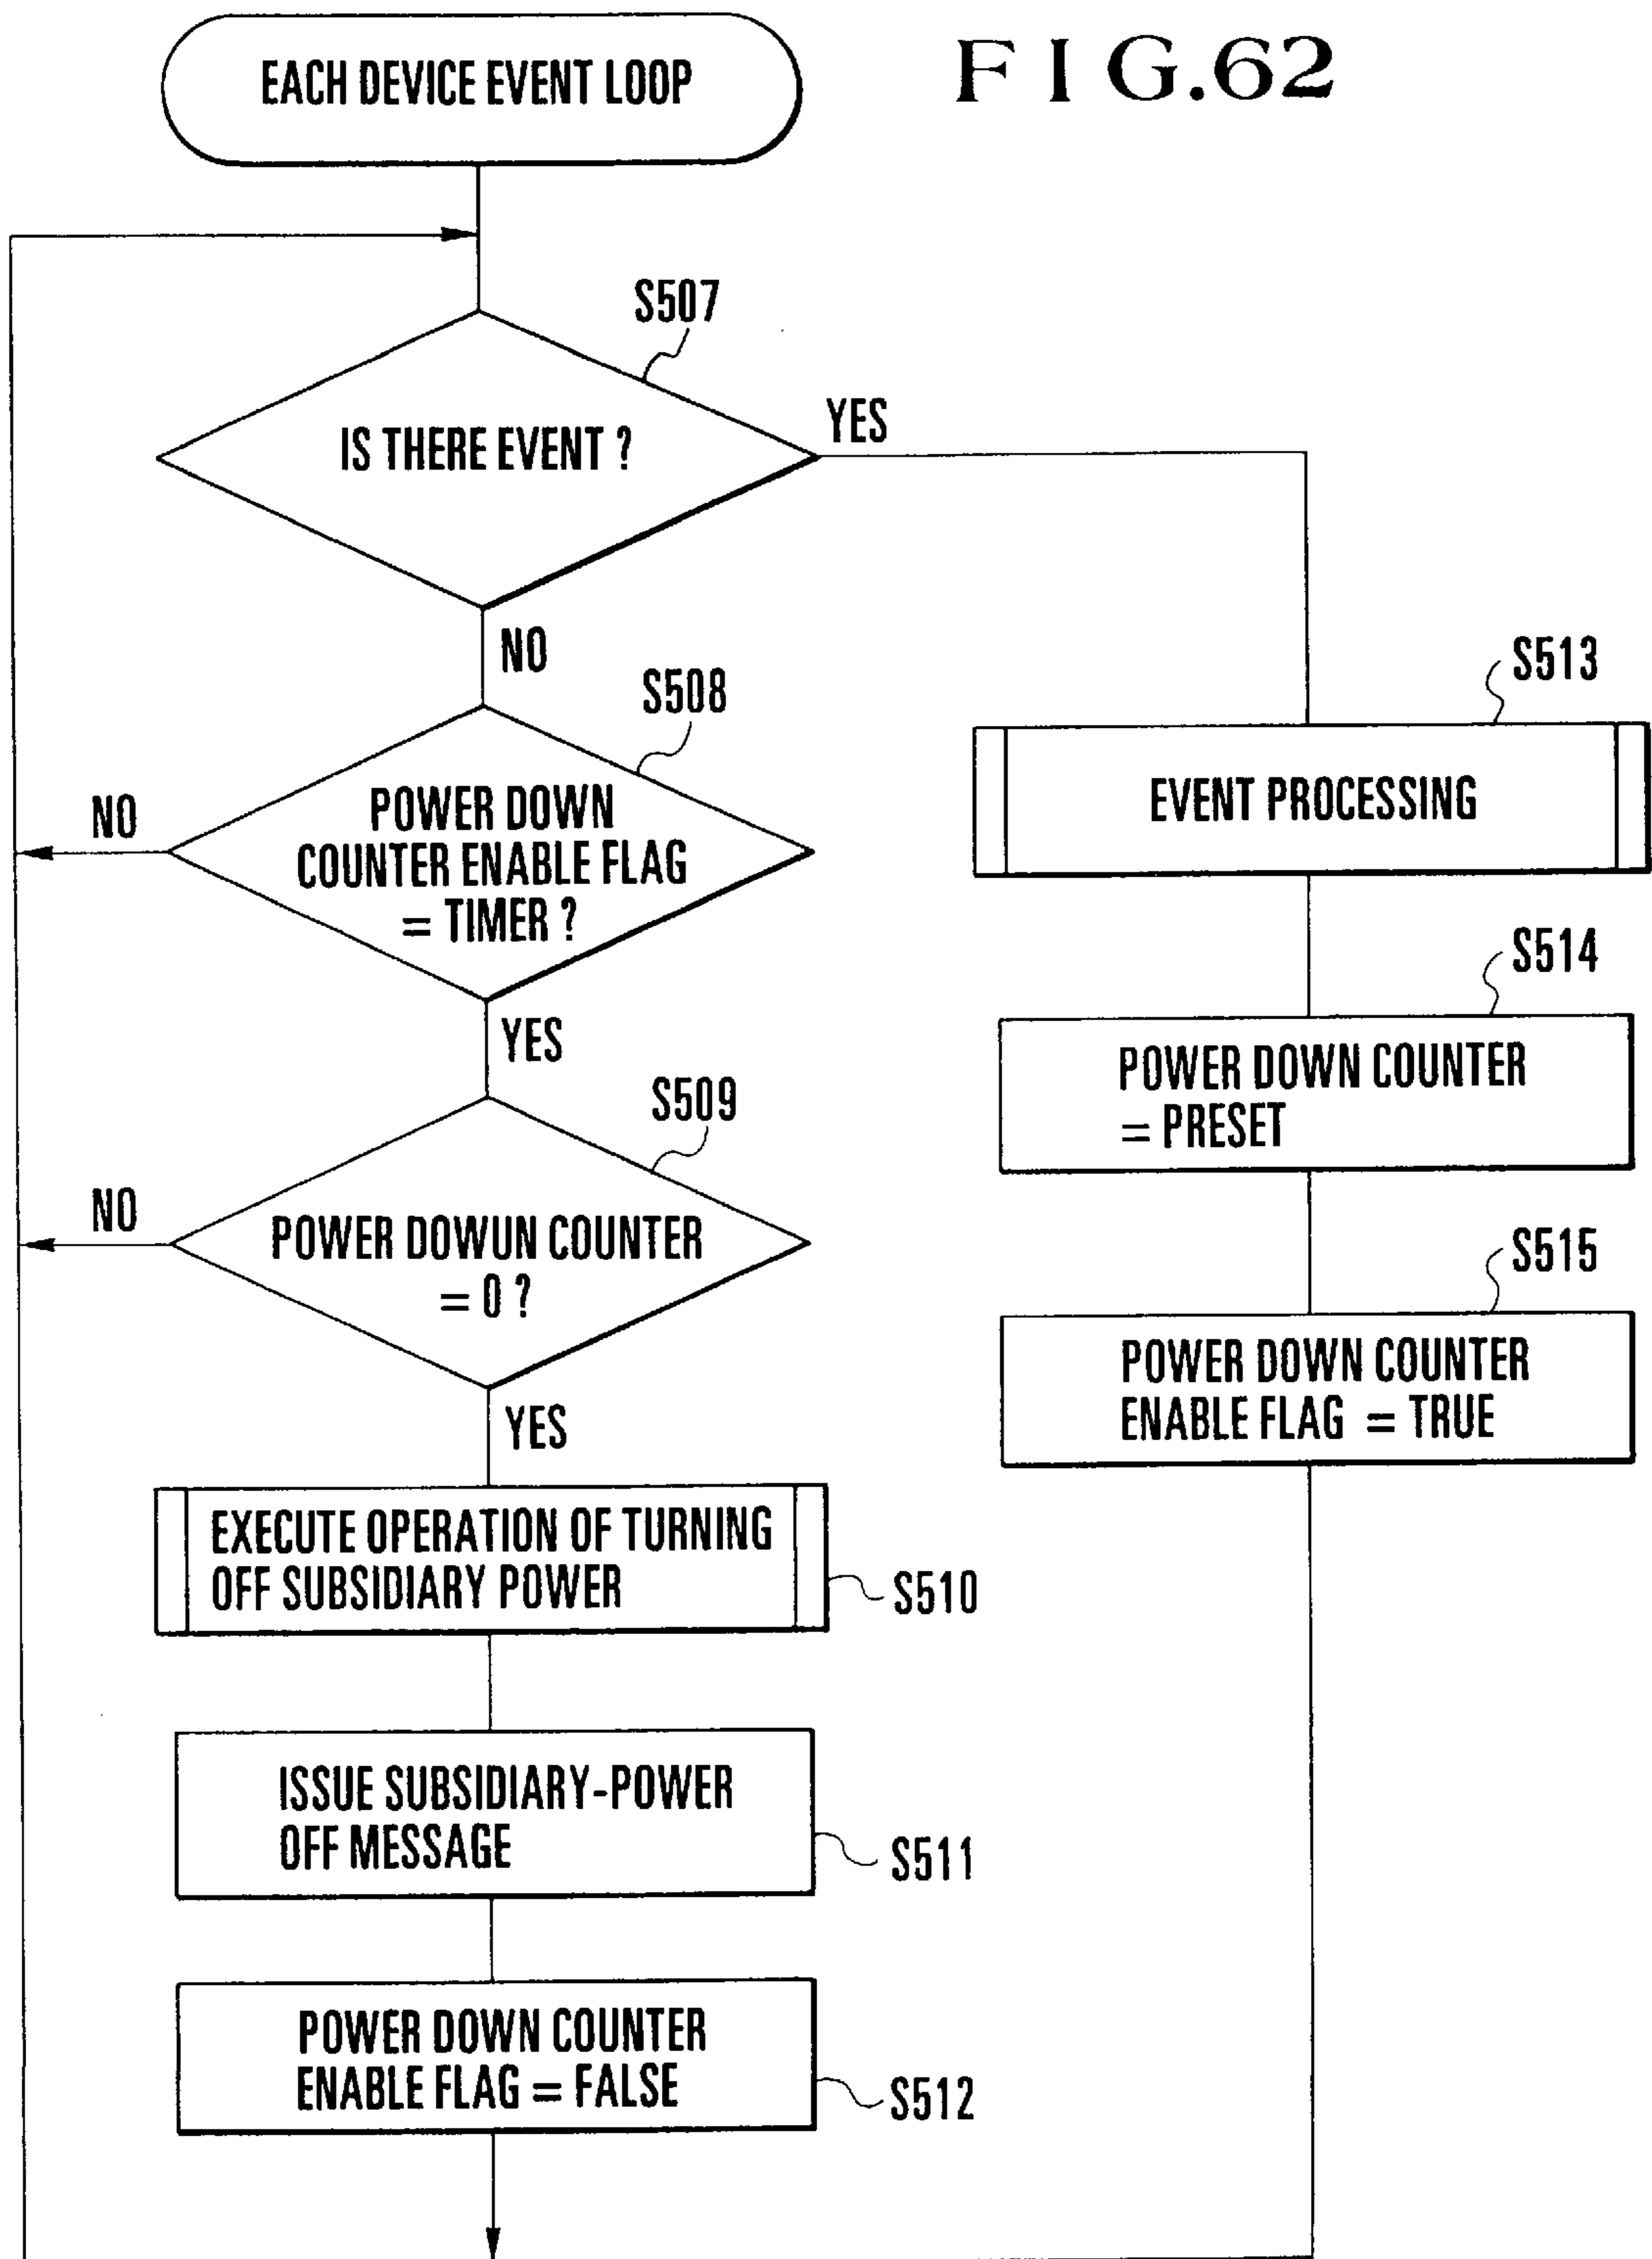 FIG.62
EACH DEVICE EVENT LOOP
S507
IS THERE EVENT ?
YES
NO
S508
POWER DOWN
COUNTER ENABLE FLAG
= TIMER ?
NO
YES
S509
POWER DOWUN COUNTER
= 0 ?
NO
YES
EXECUTE OPERATION OF TURNING
OFF SUBSIDIARY POWER
S510
ISSUE SUBSIDIARY-POWER
OFF MESSAGE
S511
POWER DOWN COUNTER
ENABLE FLAG = FALSE
S512
S513
EVENT PROCESSING
S514
POWER DOWN COUNTER
= PRESET
S515
POWER DOWN COUNTER
ENABLE FLAG = TRUE